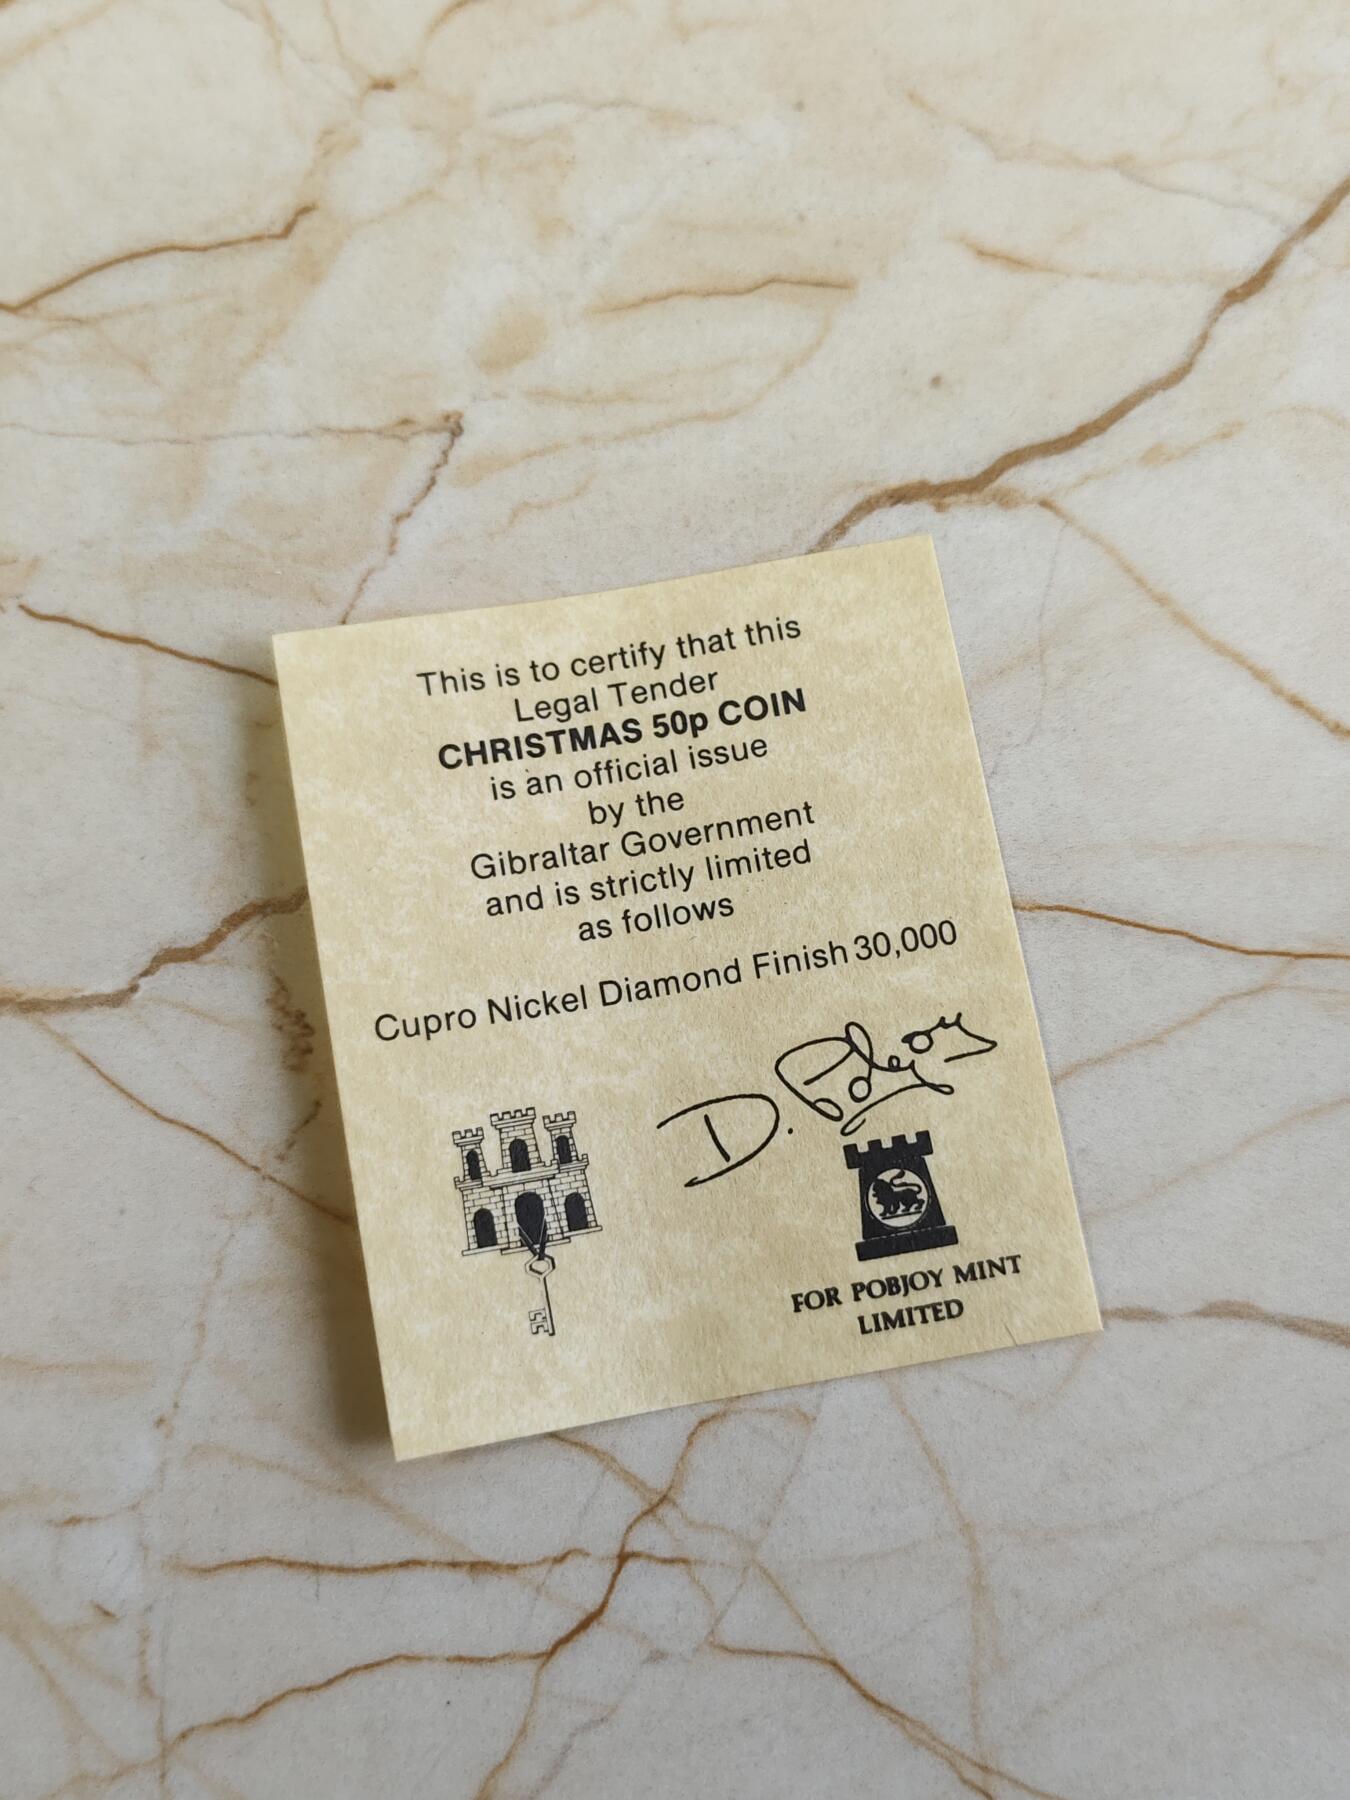 This is to certify that this
Legal Tender
CHRISTMAS 50p COIN
is an official issue
by the
Gibraltar Government
and is strictly limited
as follows
Cupro Nickel Diamond Finish 30,000
D. Pobjoy
FOR POBJOY MINT
LIMITED